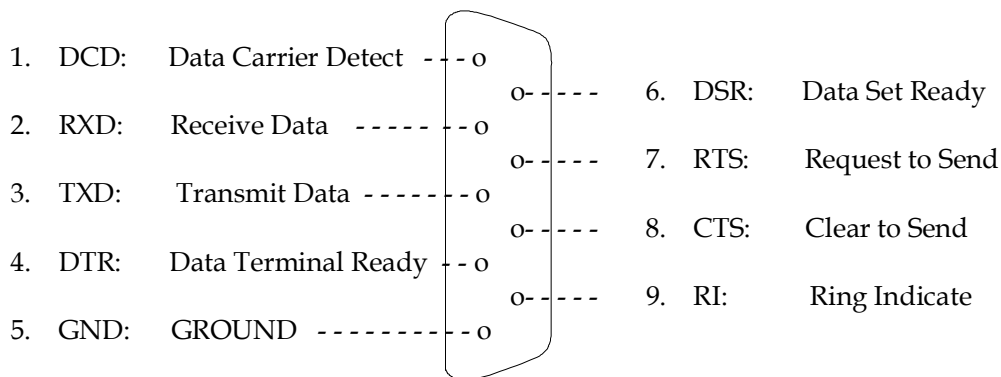 1. DCD: Data Carrier Detect - - - o
o- - - - - 6. DSR: Data Set Ready
2. RXD: Receive Data - - - - - - - o
o- - - - - 7. RTS: Request to Send
3. TXD: Transmit Data - - - - - - - o
o- - - - - 8. CTS: Clear to Send
4. DTR: Data Terminal Ready - - o
o- - - - - 9. RI: Ring Indicate
5. GND: GROUND - - - - - - - - - - o